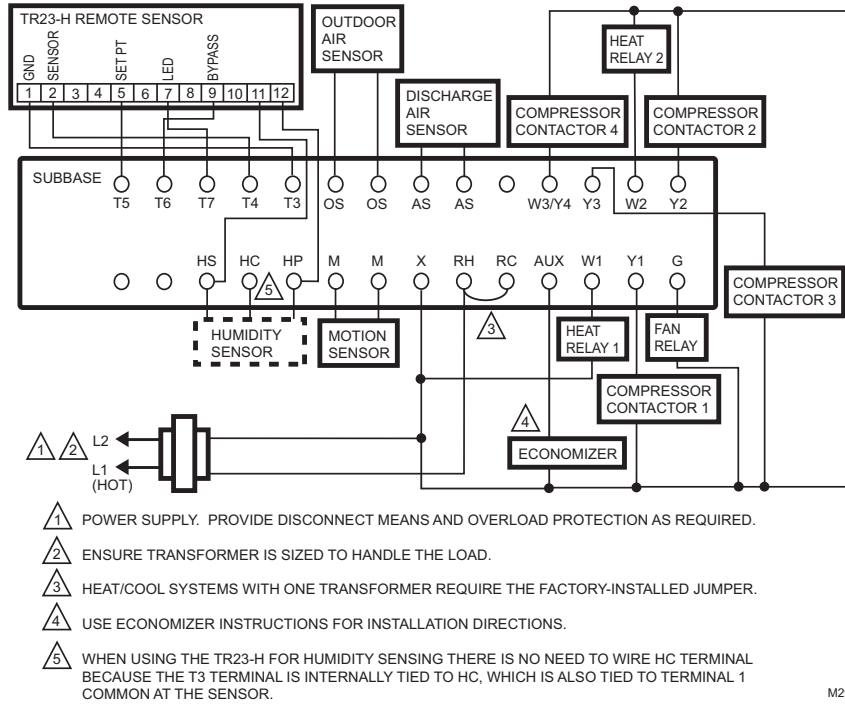 TR23-H REMOTE SENSOR
GND
SENSOR
SET PT
LED
BYPASS
1 2 3 4 5 6 7 8 9 10 11 12
OUTDOOR
AIR
SENSOR
DISCHARGE
AIR
SENSOR
COMPRESSOR
CONTACTOR 4
HEAT
RELAY 2
COMPRESSOR
CONTACTOR 2
SUBBASE
T5 T6 T7 T4 T3 OS OS AS AS W3/Y4 Y3 W2 Y2
HS HC HP M M X RH RC AUX W1 Y1 G
5
3
HUMIDITY
SENSOR
MOTION
SENSOR
HEAT
RELAY 1
FAN
RELAY
COMPRESSOR
CONTACTOR 3
COMPRESSOR
CONTACTOR 1
4
ECONOMIZER
1 2 L2
L1
(HOT)
1 POWER SUPPLY. PROVIDE DISCONNECT MEANS AND OVERLOAD PROTECTION AS REQUIRED.
2 ENSURE TRANSFORMER IS SIZED TO HANDLE THE LOAD.
3 HEAT/COOL SYSTEMS WITH ONE TRANSFORMER REQUIRE THE FACTORY-INSTALLED JUMPER.
4 USE ECONOMIZER INSTRUCTIONS FOR INSTALLATION DIRECTIONS.
5 WHEN USING THE TR23-H FOR HUMIDITY SENSING THERE IS NO NEED TO WIRE HC TERMINAL
BECAUSE THE T3 TERMINAL IS INTERNALLY TIED TO HC, WHICH IS ALSO TIED TO TERMINAL 1
COMMON AT THE SENSOR.